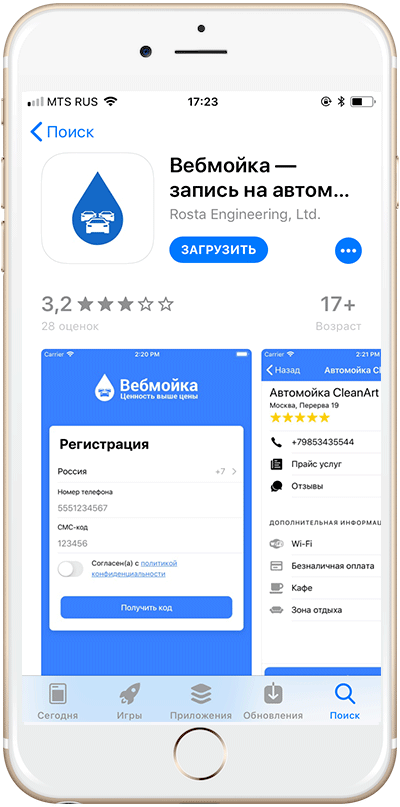 MTS RUS 17:23
Поиск
Вебмойка —
запись на автом...
Rosta Engineering, Ltd.
ЗАГРУЗИТЬ
3,2 17+
28 оценок Возраст
Carrier 2:20 PM
Вебмойка
Ценность выше цены
Регистрация
Россия +7
Номер телефона
5551234567
СМС-код
123456
Согласен(а) с политикой
конфиденциальности
Получить код
Carrier 2:21 PM
Назад Автомойка Cl
Автомойка CleanArt
Москва, Перерва 19
+79853435544
Прайс услуг
Отзывы
ДОПОЛНИТЕЛЬНАЯ ИНФОРМАЦ
Wi-Fi
Безналичная оплата
Кафе
Зона отдыха
Сегодня Игры Приложения Обновления Поиск